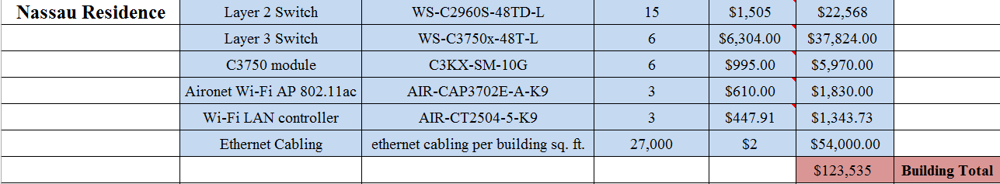 Nassau Residence Layer 2 Switch WS-C2960S-48TD-L 15 $1,505 $22,568
Layer 3 Switch WS-C3750x-48T-L 6 $6,304.00 $37,824.00
C3750 module C3KX-SM-10G 6 $995.00 $5,970.00
Aironet Wi-Fi AP 802.11ac AIR-CAP3702E-A-K9 3 $610.00 $1,830.00
Wi-Fi LAN controller AIR-CT2504-5-K9 3 $447.91 $1,343.73
Ethernet Cabling ethernet cabling per building sq. ft. 27,000 $2 $54,000.00
$123,535 Building Total